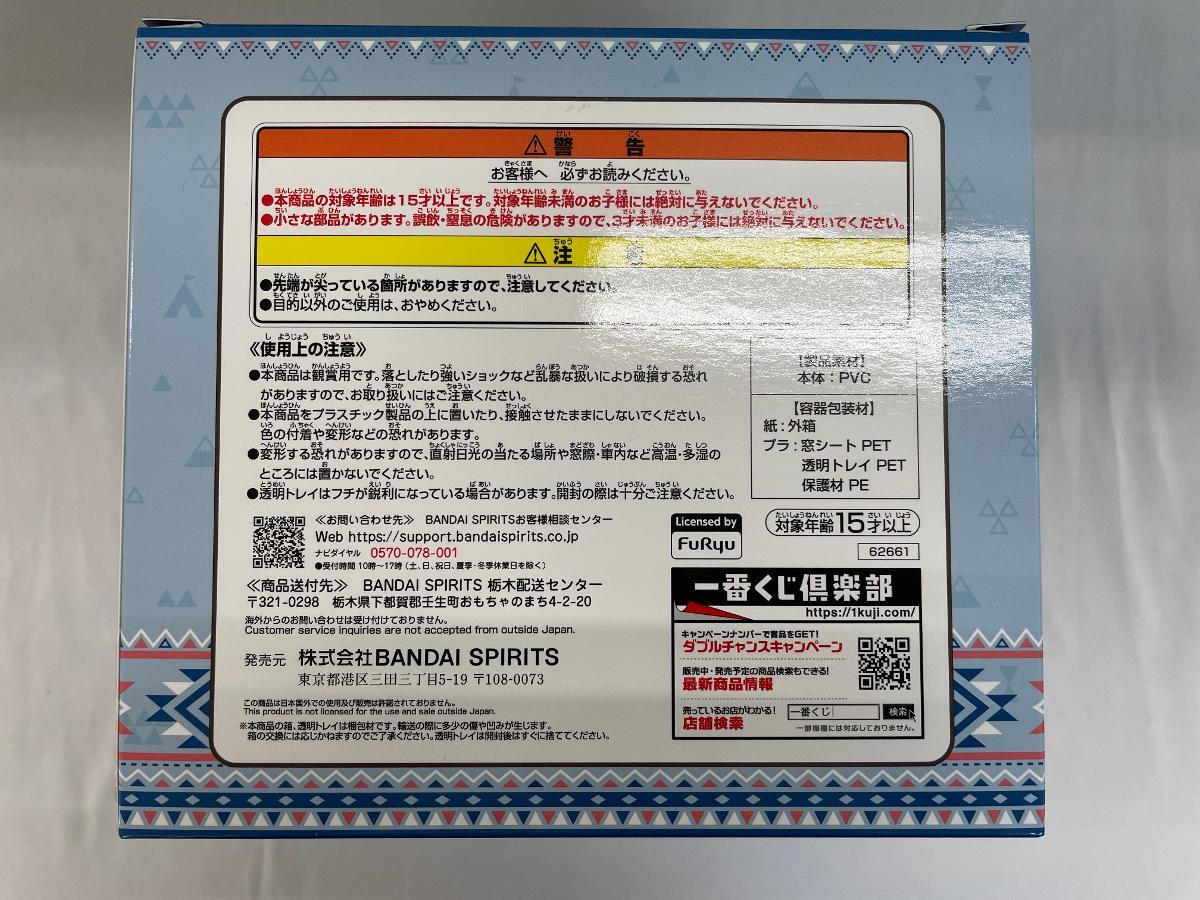 ⚠警告
お客様へ 必ずお読みください。
●本商品の対象年齢は15才以上です。対象年齢未満のお子様には絶対に与えないでください。
●小さな部品があります。誤飲・窒息の危険がありますので、3才未満のお子様には絶対に与えないでください。
⚠注
●先端が尖っている箇所がありますので、注意してください。
●目的以外のご使用は、おやめください。
《使用上の注意》
●本商品は観賞用です。落としたり強いショックなど乱暴な扱いにより破損する恐れ
がありますので、お取り扱いにはご注意ください。
●本商品をプラスチック製品の上に置いたり、接触させたままにしないでください。
色の付着や変形などの恐れがあります。
●変形する恐れがありますので、直射日光の当たる場所や窓際・車内など高温・多湿の
ところには置かないでください。
●透明トレイはフチが鋭利になっている場合があります。開封の際は十分ご注意ください。
【製品素材】
本体:PVC
【容器包装材】
紙:外箱
プラ:窓シート PET
透明トレイ PET
保護材 PE
対象年齢15才以上
62661
Licensed by
FuRyu
≪お問い合わせ先≫ BANDAI SPIRITSお客様相談センター
Web https://support.bandaispirits.co.jp
ナビダイヤル 0570-078-001
●受付時間 10時〜17時 (土、日、祝日、夏季・冬季休業日を除く)
≪商品送付先≫ BANDAI SPIRITS 栃木配送センター
〒321-0298 栃木県下都賀郡壬生町おもちゃのまち4-2-20
海外からのお問い合わせは受け付けておりません。
Customer service inquiries are not accepted from outside Japan.
発売元 株式会社BANDAI SPIRITS
東京都港区三田三丁目5-19 〒108-0073
この商品は日本国外での使用及び販売は許諾されておりません。
This product is not licensed for the use and sale outside Japan.
※本商品の箱、透明トレイは梱包材です。輸送の際に多少の傷や凹みが生じます。
箱の交換には応じかねますのでご了承ください。透明トレイは開封後はすぐに捨ててください。
一番くじ倶楽部
https://1kuji.com/
キャンペーンナンバーで賞品をGET!
ダブルチャンスキャンペーン
販売中・発売予定の商品検索もできる!
最新商品情報
売っているお店がわかる!
店舗検索
一番くじ 検索
一部機種には対応しておりません。